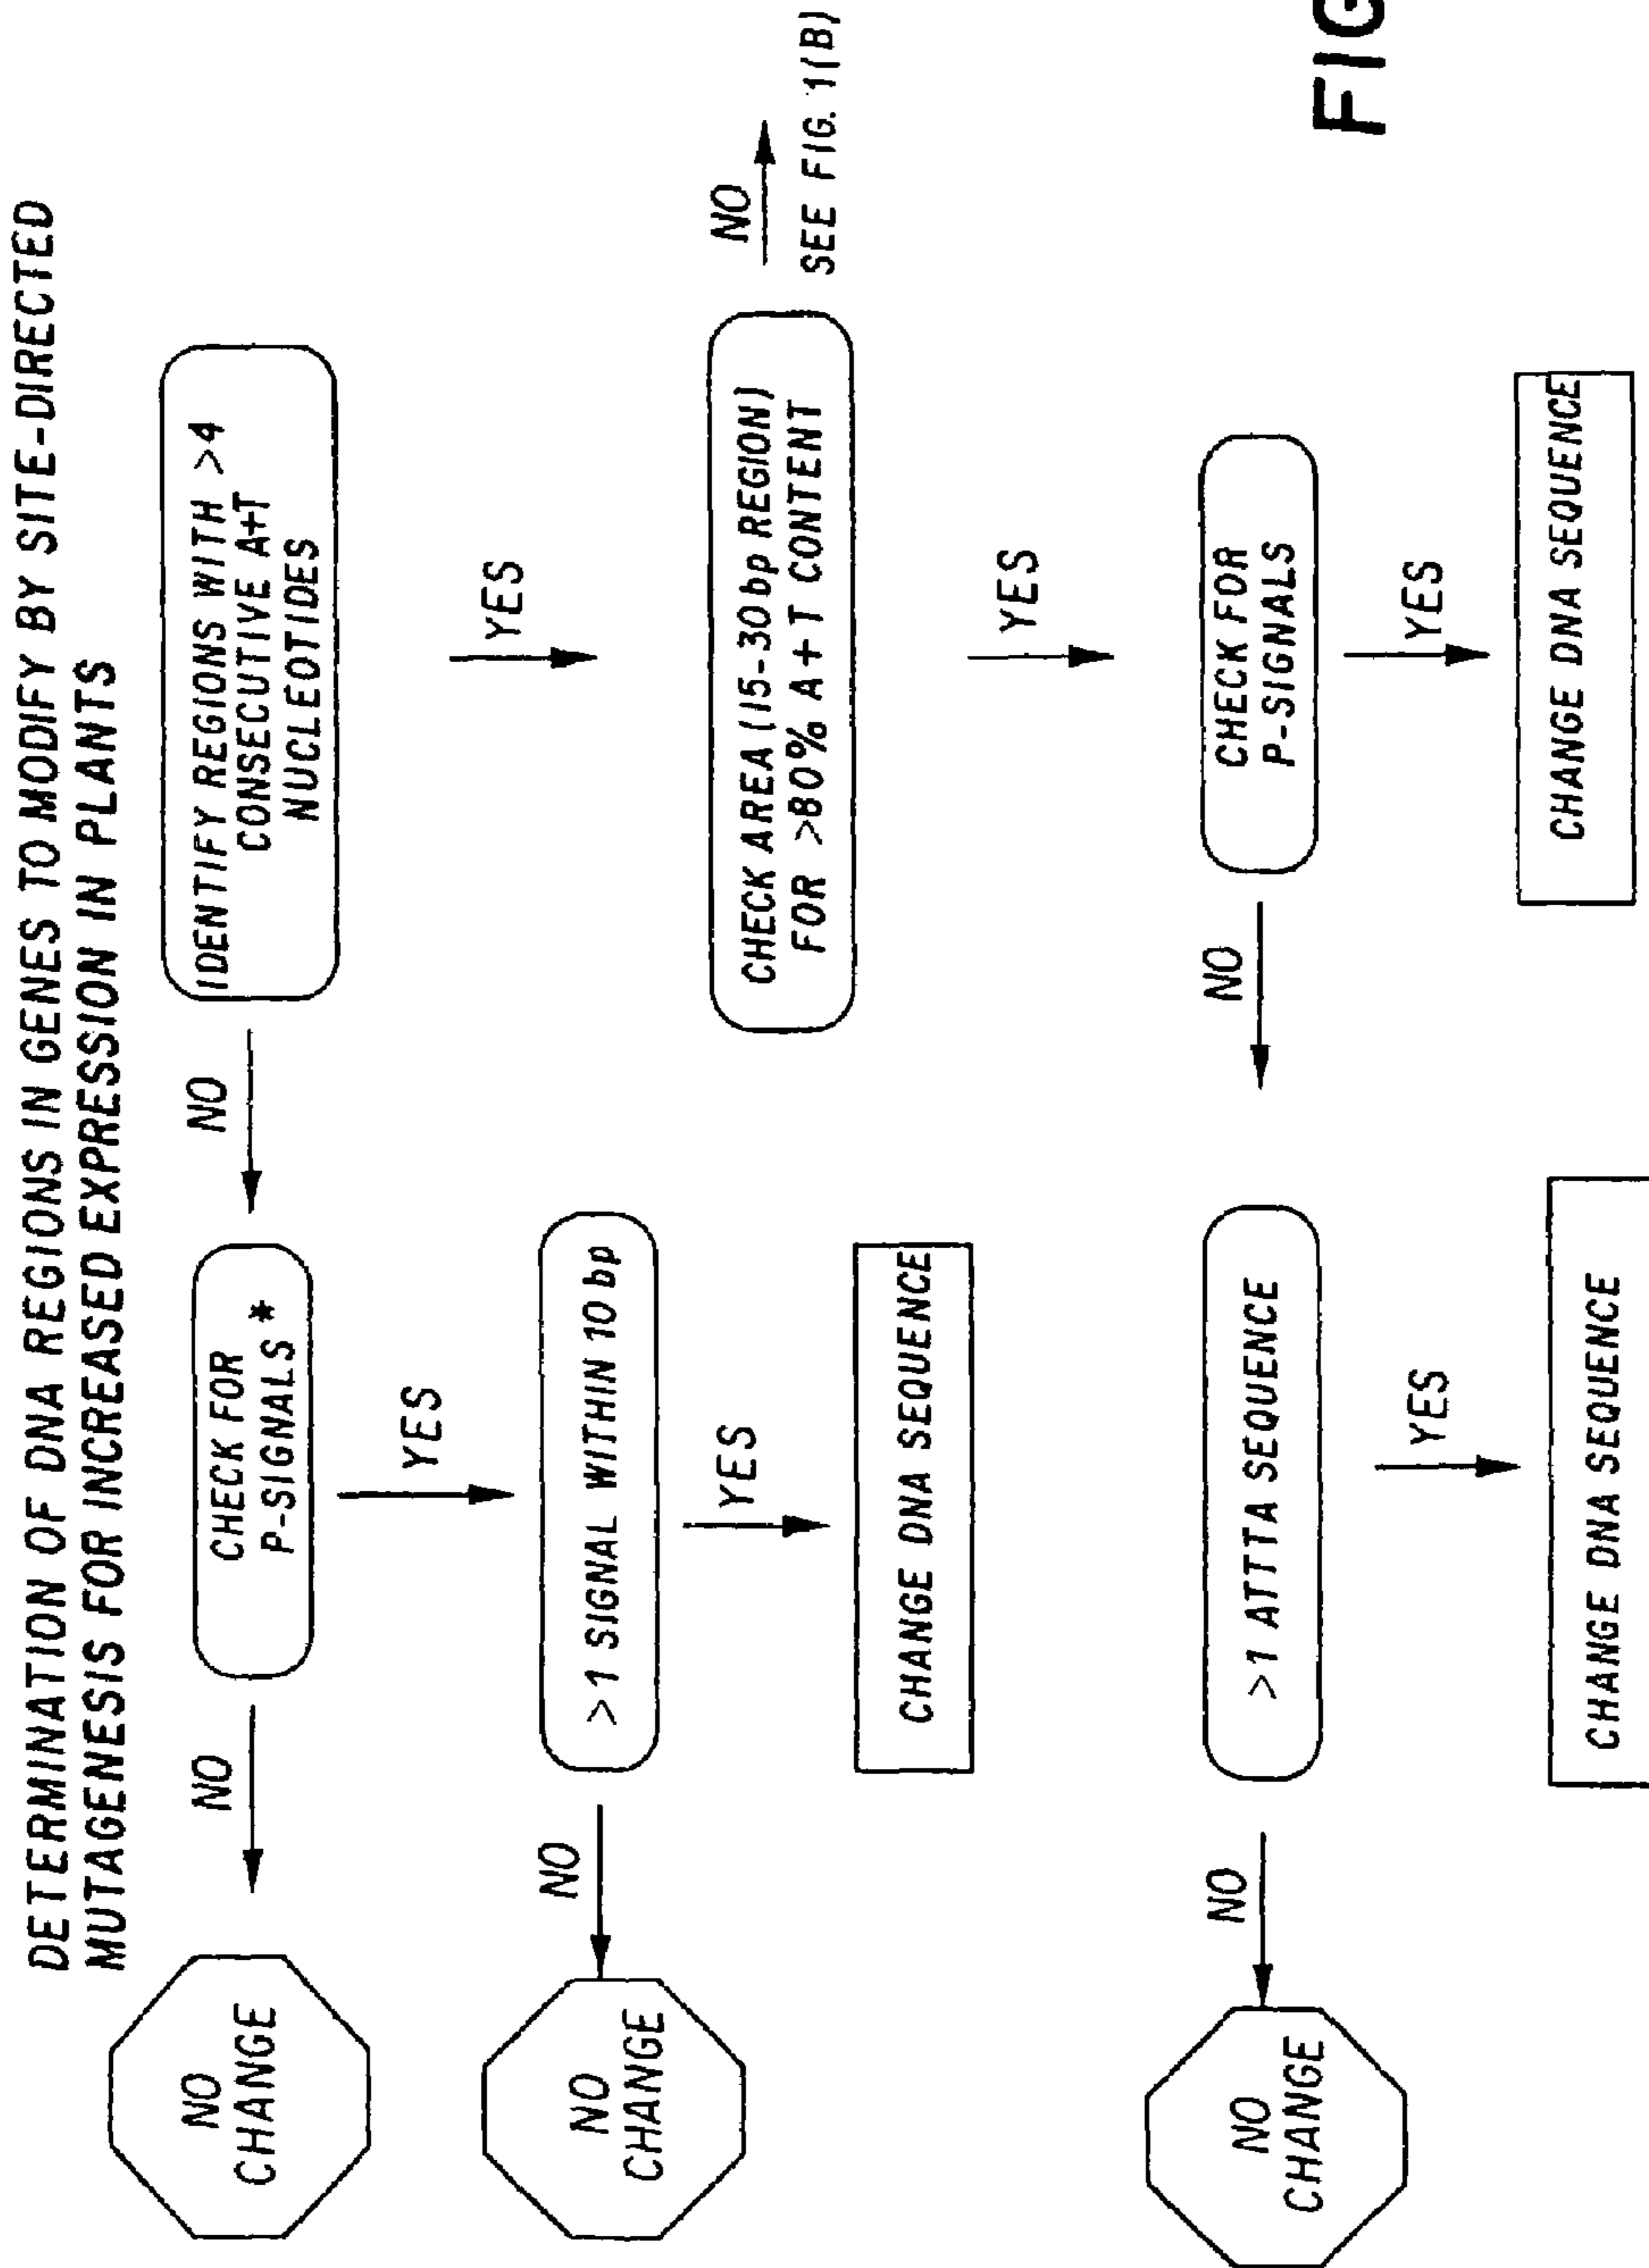 DETERMINATION OF DNA REGIONS IN GENES TO MODIFY BY SITE-DIRECTED
MUTAGENESIS FOR INCREASED EXPRESSION IN PLANTS
NO
CHANGE
NO
CHECK FOR
P-SIGNALS *
NO
IDENTIFY REGIONS WITH >4
CONSECUTIVE A+T
NUCLEOTIDES
YES
YES
NO
CHANGE
NO
>1 SIGNAL WITHIN 10 bp
YES
CHANGE DNA SEQUENCE
CHECK AREA (15-30 bp REGION)
FOR >80% A + T CONTENT
NO
SEE FIG. 1(B)
YES
NO
CHANGE
NO
>1 ATTTA SEQUENCE
NO
CHECK FOR
P-SIGNALS
YES
YES
CHANGE DNA SEQUENCE
CHANGE DNA SEQUENCE
FIG